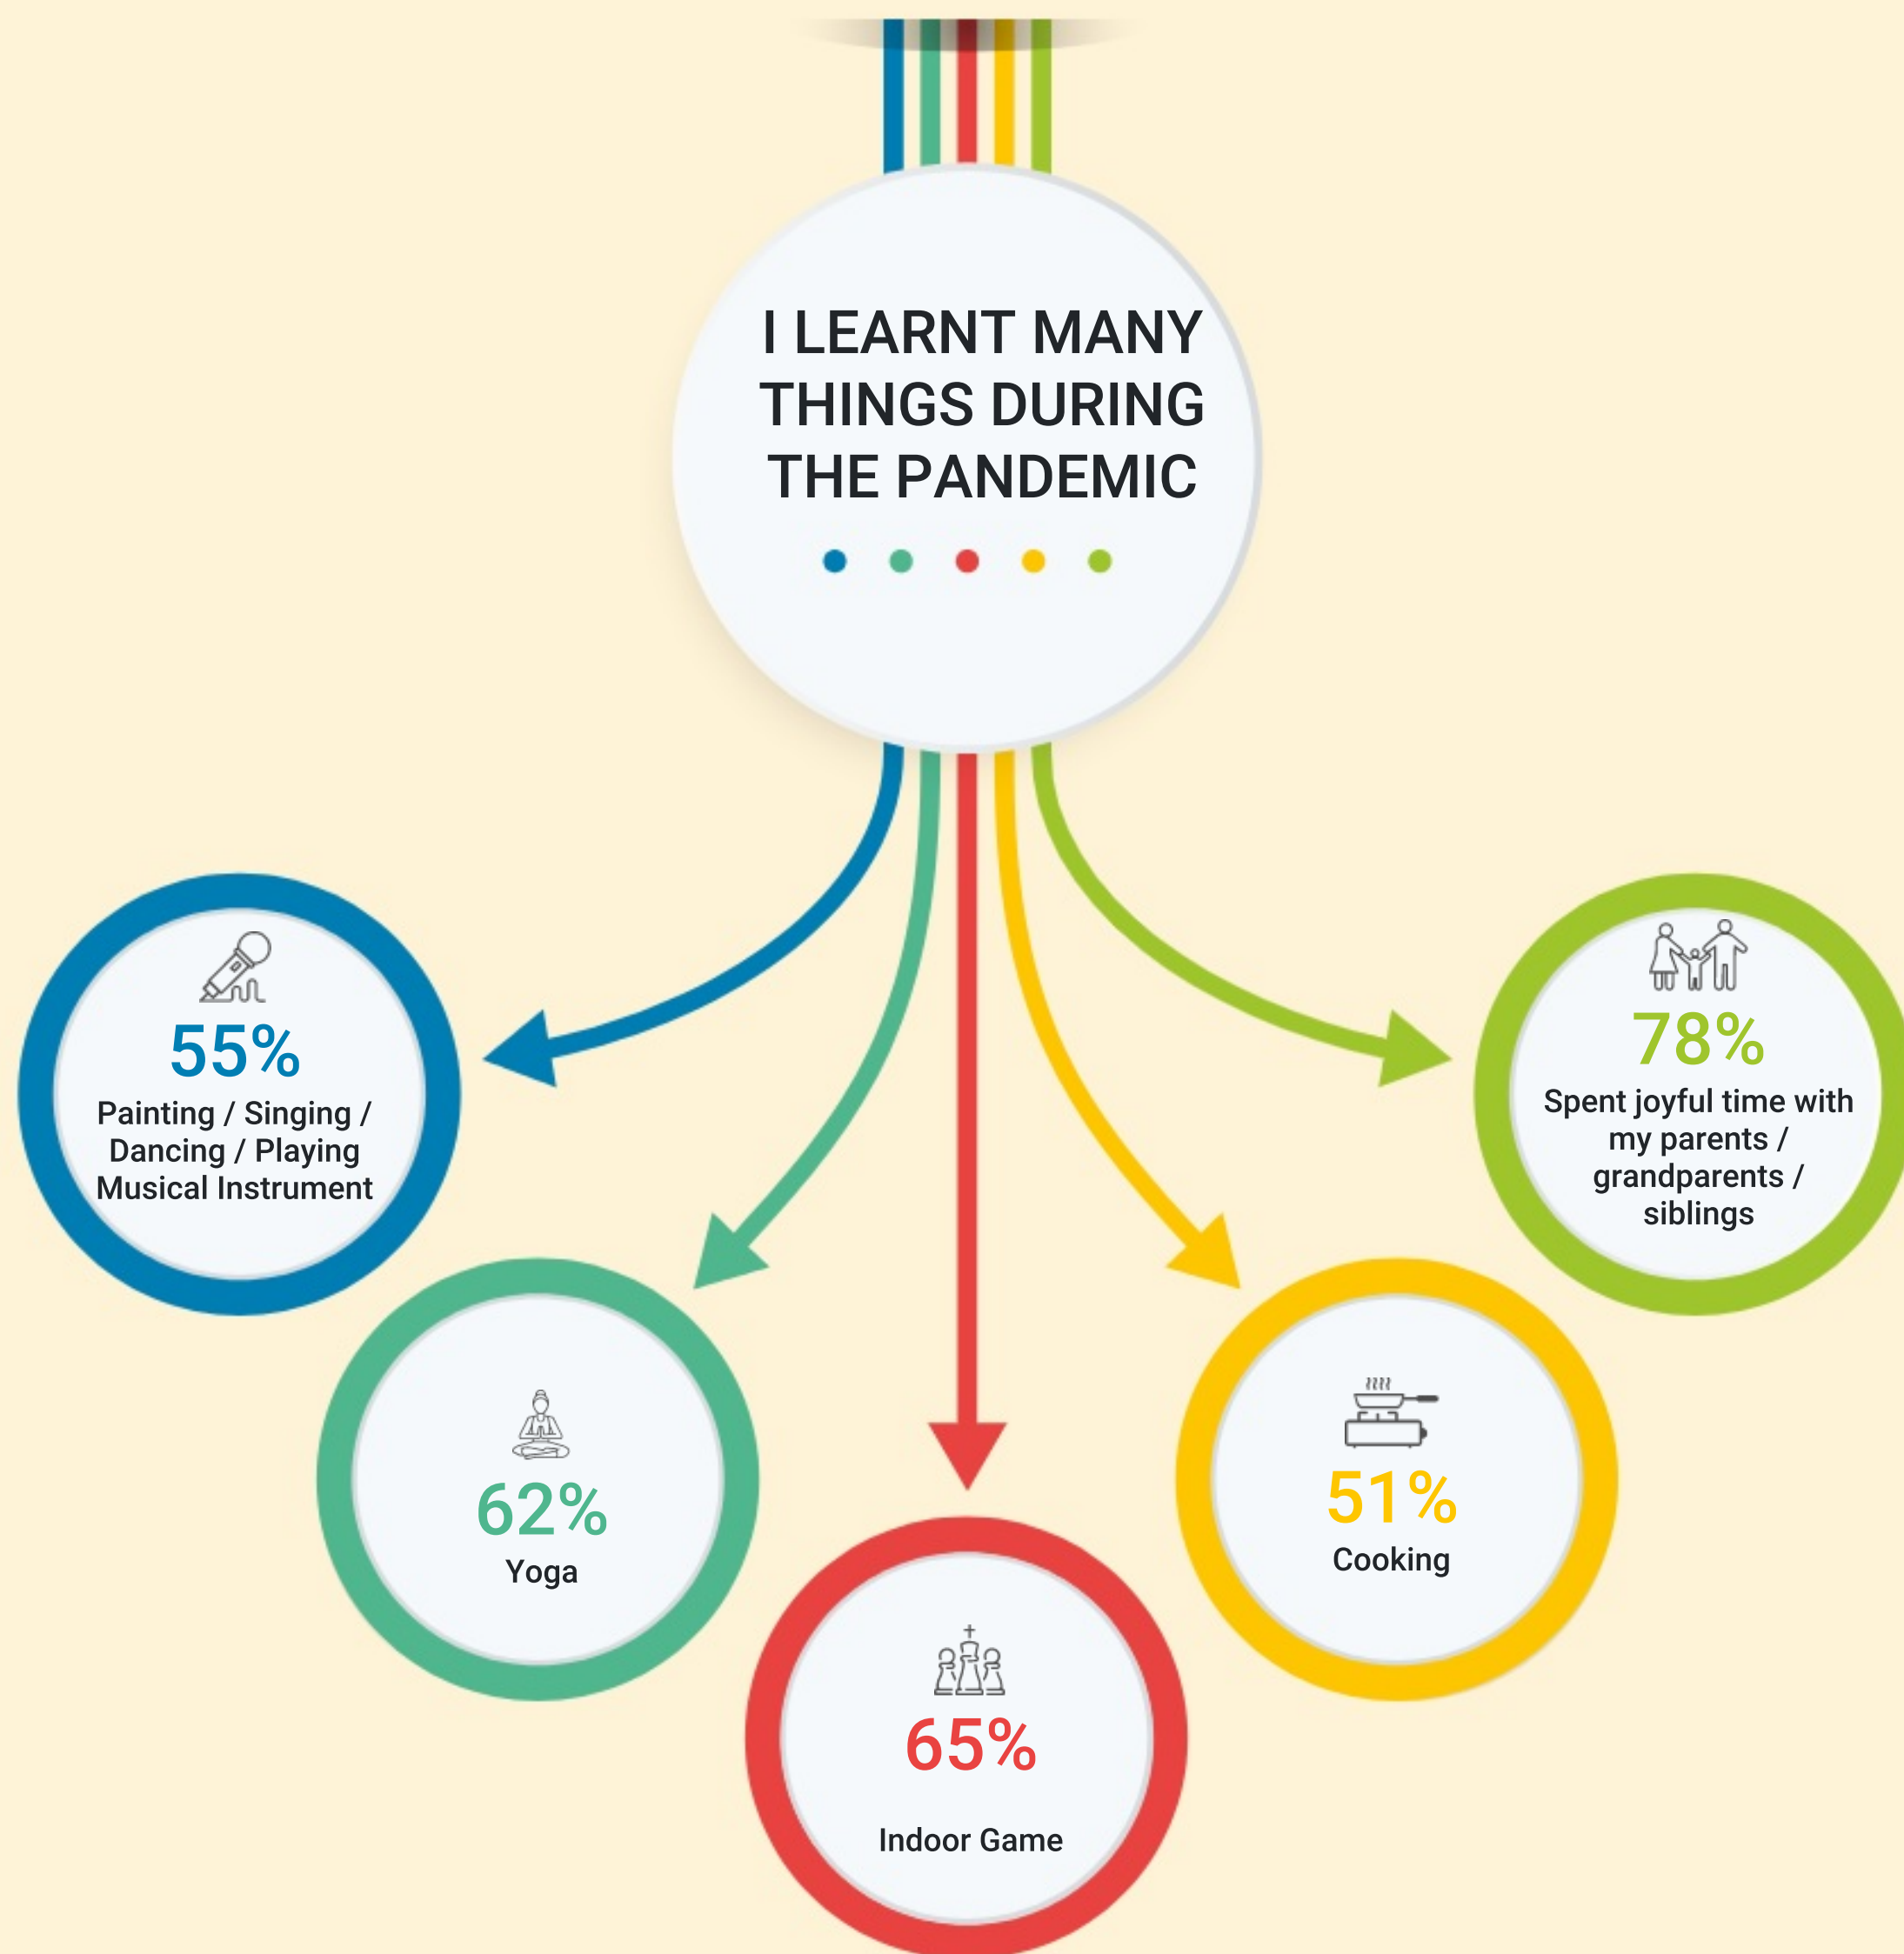 I LEARNT MANY
THINGS DURING
THE PANDEMIC
55%
Painting / Singing /
Dancing / Playing
Musical Instrument
62%
Yoga
65%
Indoor Game
51%
Cooking
78%
Spent joyful time with
my parents /
grandparents /
siblings